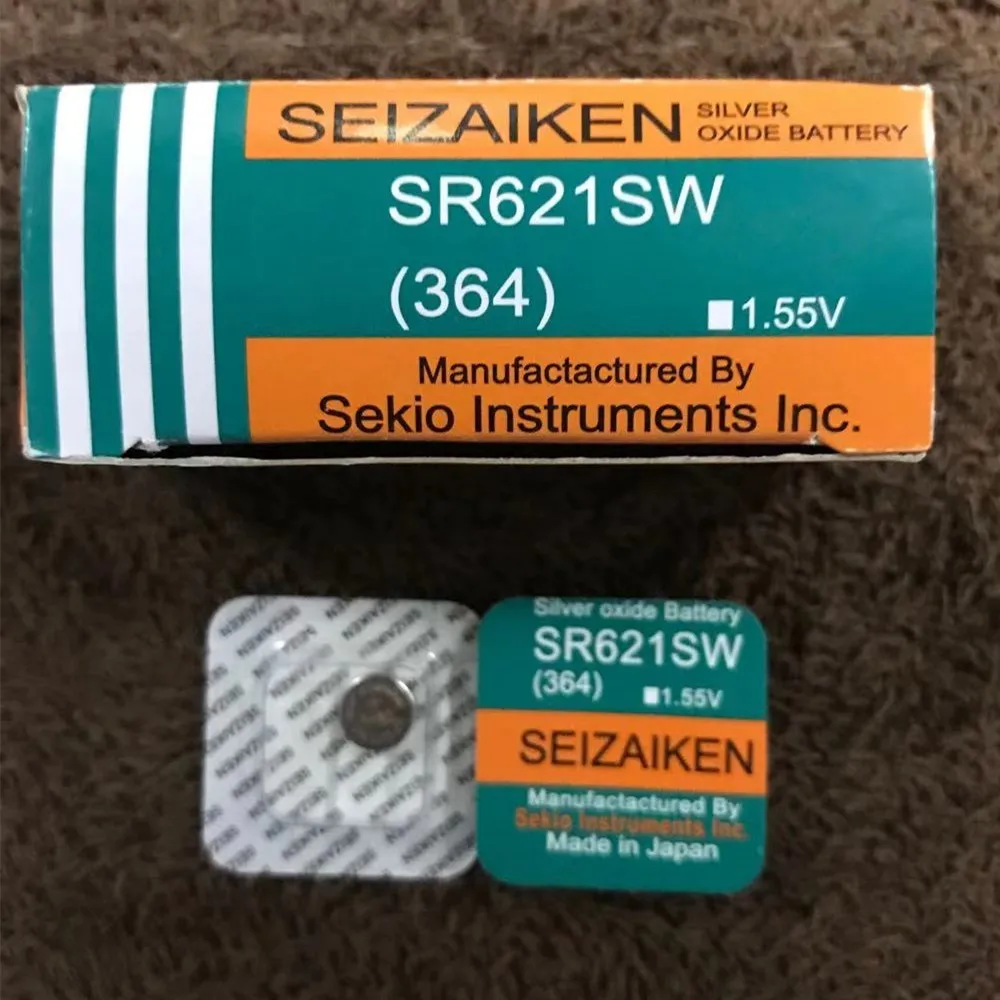 SEIZAIKEN SILVER
OXIDE BATTERY
SR621SW
(364)
1.55V
Manufactactured By
Sekio Instruments Inc.
Silver oxide Battery
SR621SW
(364)
1.55V
SEIZAIKEN
Manufactactured By
Sekio Instruments Inc.
Made in Japan
SEIZAIKEN